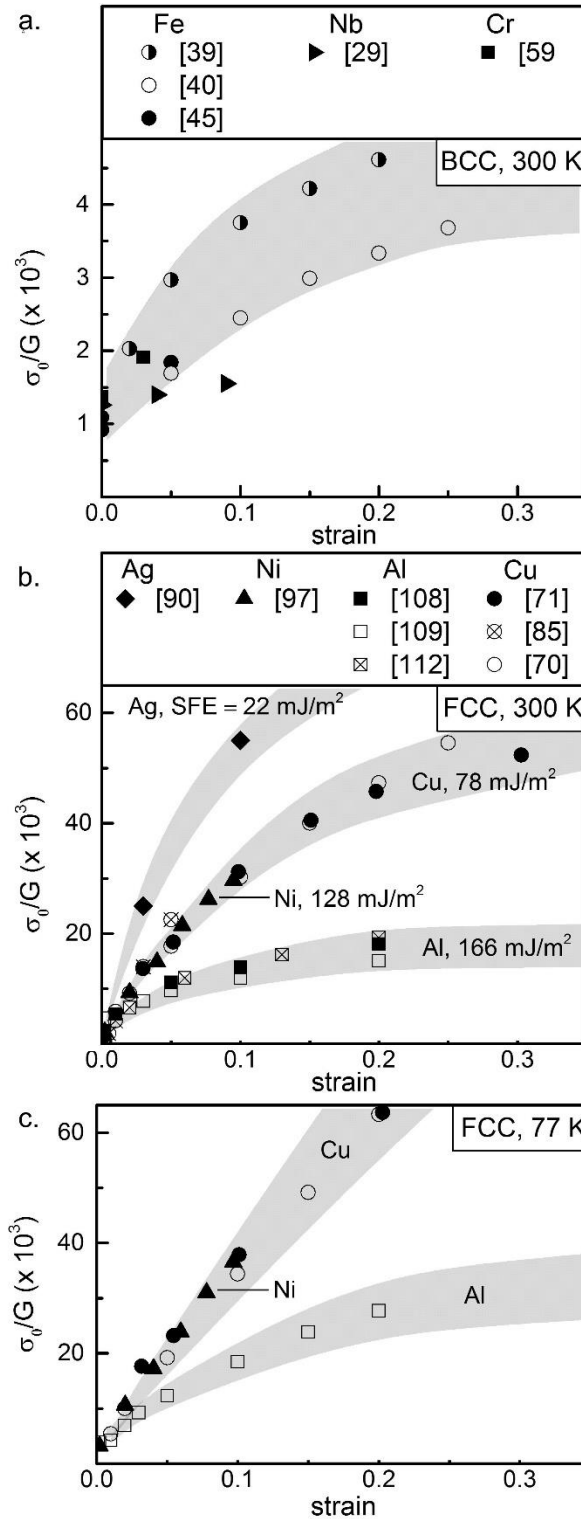 a.
Fe Nb Cr
[39] [29] [59
[40]
[45]
BCC, 300 K
4
3
2
1
σ₀/G (x 10³)
0.0 0.1 0.2 0.3
strain
b.
Ag Ni Al Cu
[90] [97] [108] [71]
[109] [85]
[112] [70]
Ag, SFE = 22 mJ/m²
FCC, 300 K
60
40
20
0
σ₀/G (x 10³)
Cu, 78 mJ/m²
Ni, 128 mJ/m²
Al, 166 mJ/m²
0.0 0.1 0.2 0.3
strain
c.
FCC, 77 K
60
40
20
σ₀/G (x 10³)
Cu
Ni
Al
0.0 0.1 0.2 0.3
strain